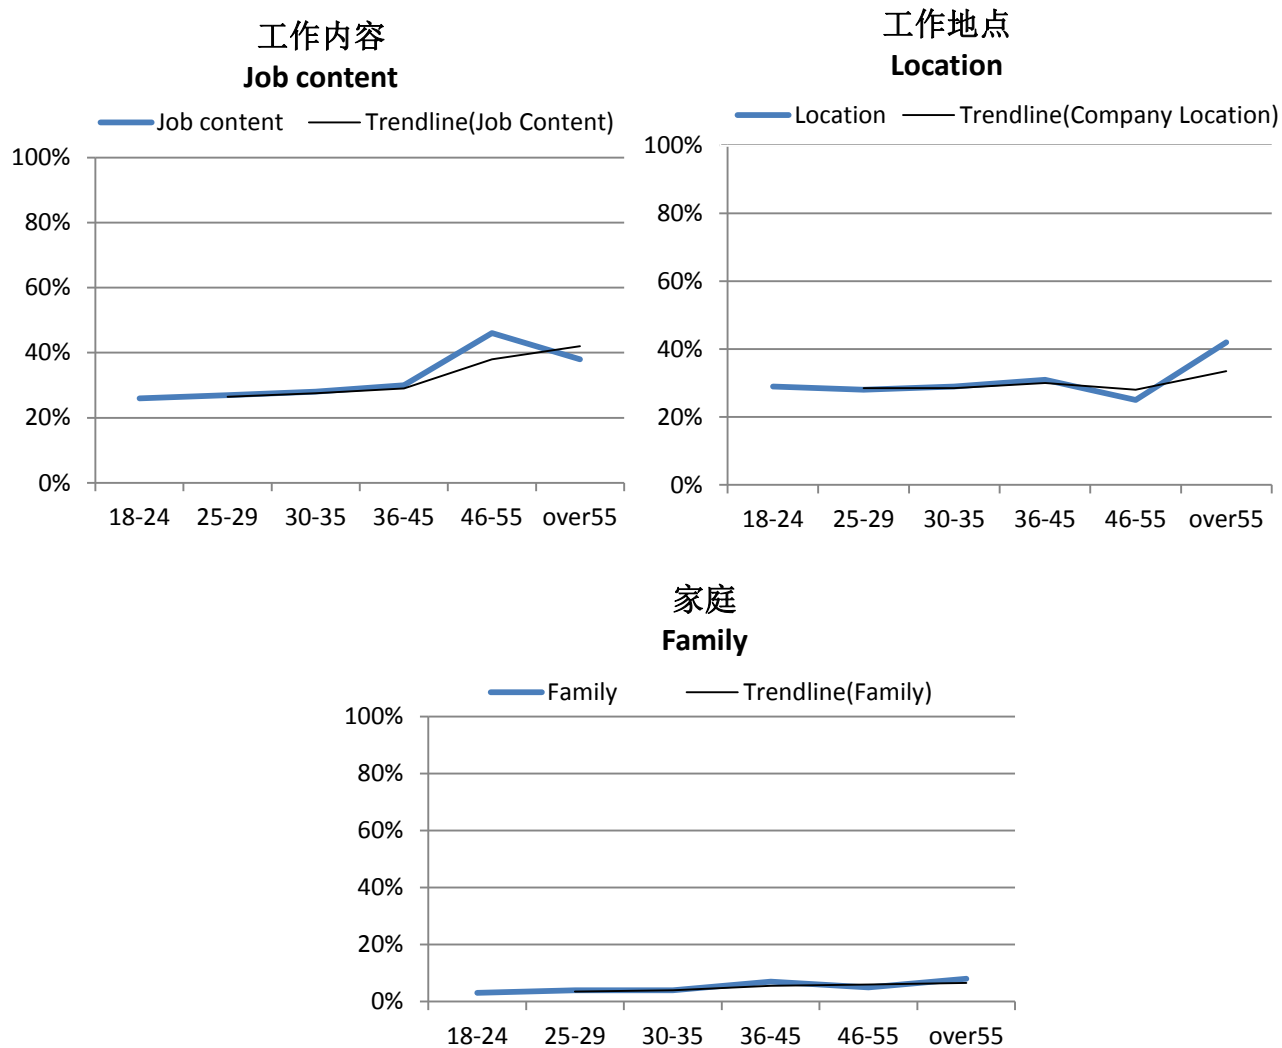 工作内容
Job content
Job content Trendline(Job Content)
100%
80%
60%
40%
20%
0%
18-24 25-29 30-35 36-45 46-55 over55
工作地点
Location
Location Trendline(Company Location)
100%
80%
60%
40%
20%
0%
18-24 25-29 30-35 36-45 46-55 over55
家庭
Family
Family Trendline(Family)
100%
80%
60%
40%
20%
0%
18-24 25-29 30-35 36-45 46-55 over55